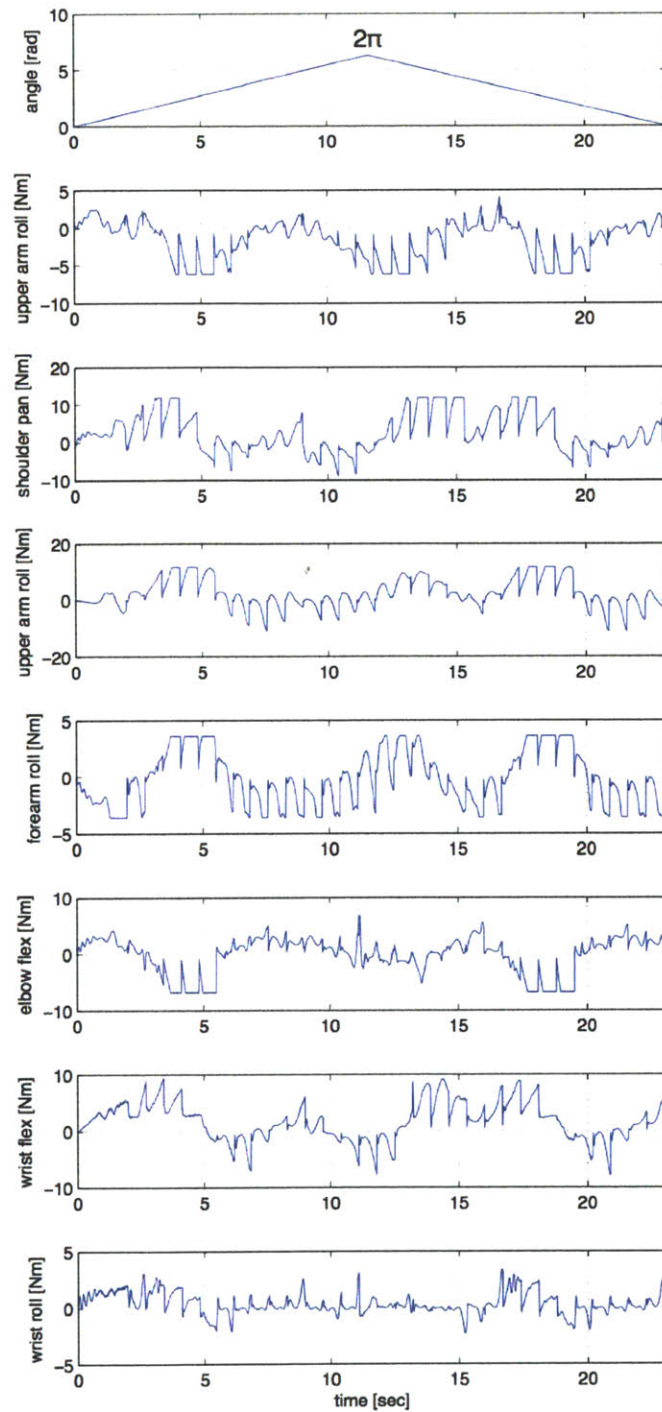 10
angle [rad]
5
0
2π
0 5 10 15 20
5
upper arm roll [Nm]
0
−5
−10
0 5 10 15 20
20
shoulder pan [Nm]
10
0
−10
0 5 10 15 20
20
upper arm roll [Nm]
0
−20
0 5 10 15 20
5
forearm roll [Nm]
0
−5
0 5 10 15 20
10
elbow flex [Nm]
0
−10
0 5 10 15 20
10
wrist flex [Nm]
0
−10
0 5 10 15 20
5
wrist roll [Nm]
0
−5
0 5 10 15 20
time [sec]